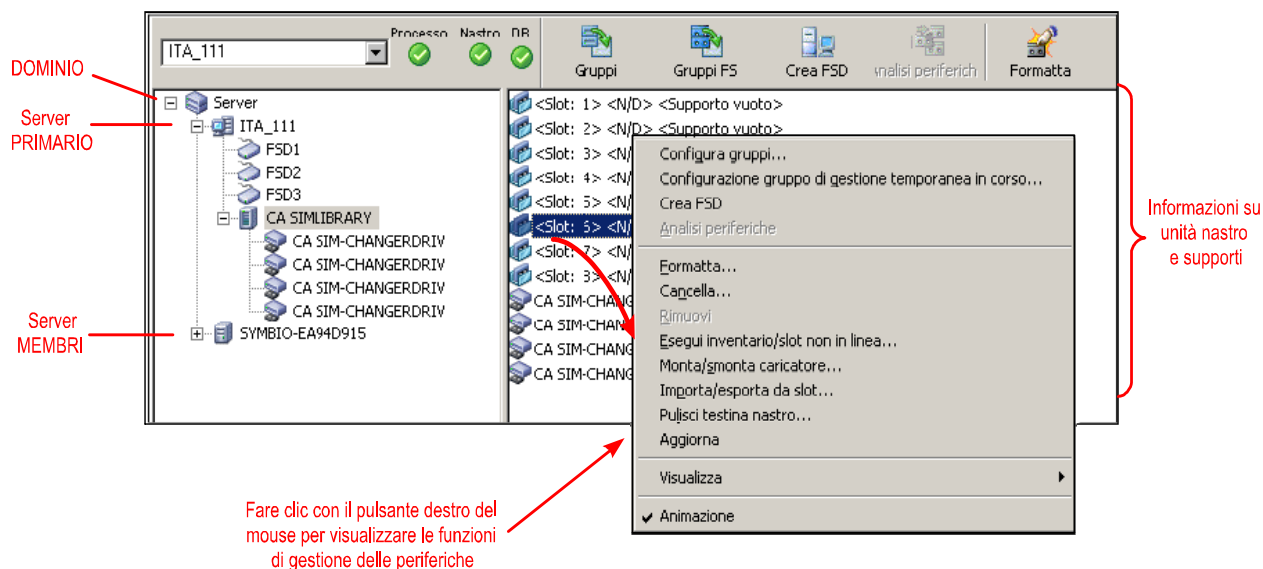 ITA_111
Processo Nastro DB
Gruppi
Gruppi FS
Crea FSD
Analisi periferich
Formatta
DOMINIO
Server
PRIMARIO
Server
MEMBRI
Server
ITA_111
FSD1
FSD2
FSD3
CA SIMLIBRARY
CA SIM-CHANGERDRIV
CA SIM-CHANGERDRIV
CA SIM-CHANGERDRIV
CA SIM-CHANGERDRIV
SYMBIO-EA94D915
<Slot: 1> <N/D> <Supporto vuoto>
<Slot: 2> <N/D> <Supporto vuoto>
<Slot: 3> <N/
<Slot: 4> <N/
<Slot: 5> <N/
<Slot: 6> <N/
<Slot: 7> <N/
<Slot: 8> <N/
CA SIM-CHANG
CA SIM-CHANG
CA SIM-CHANG
CA SIM-CHANG
Configura gruppi...
Configurazione gruppo di gestione temporanea in corso...
Crea FSD
Analisi periferiche
Formatta...
Cancella...
Rimuovi
Esegui inventario/slot non in linea...
Monta/smonta caricatore...
Importa/esporta da slot...
Pulisci testina nastro...
Aggiorna
Visualizza
Animazione
Informazioni su
unità nastro
e supporti
Fare clic con il pulsante destro del
mouse per visualizzare le funzioni
di gestione delle periferiche